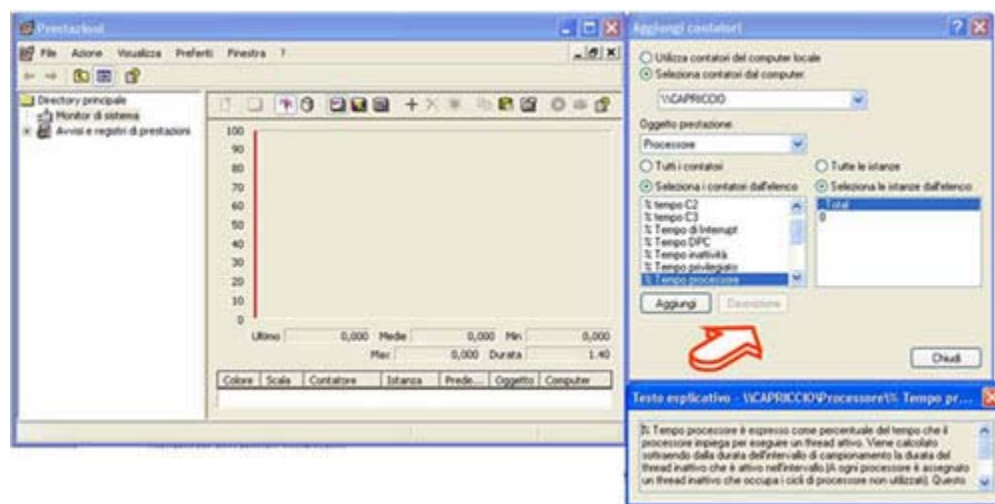 Prestazioni
File Azione Visualizza Preferiti Finestra ?
Directory principale
Monitor di sistema
Avvisi e registri di prestazioni
100
90
80
70
60
50
40
30
20
10
0
Ultimo 0,000 Medie 0,000 Min 0,000
Max 0,000 Durata 1.40
Colore Scala Contatore Istanza Prede... Oggetto Computer
Aggiungi contatori
Utilizza contatori del computer locale
Seleziona contatori dal computer:
\\CAPRICCIO
Oggetto prestazione:
Processore
Tutti i contatori
Tutte le istanze
Seleziona i contatori dall'elenco
Seleziona le istanze dall'elenco:
% tempo C2
% tempo C3
% Tempo di Interrupt
% Tempo DPC
% Tempo inattività
% Tempo privilegiato
% Tempo processore
_Total
0
Aggiungi
Descrizione
Chiudi
Testo esplicativo - \\CAPRICCIO\Processore\% Tempo pr...
% Tempo processore è espresso come percentuale del tempo che il
processore impiega per eseguire un thread attivo. Viene calcolato
sottraendo dalla durata dell'intervallo di campionamento la durata del
thread inattivo che è attivo nell'intervallo.(A ogni processore è assegnato
un thread inattivo che occupa i cicli di processore non utilizzati). Questo